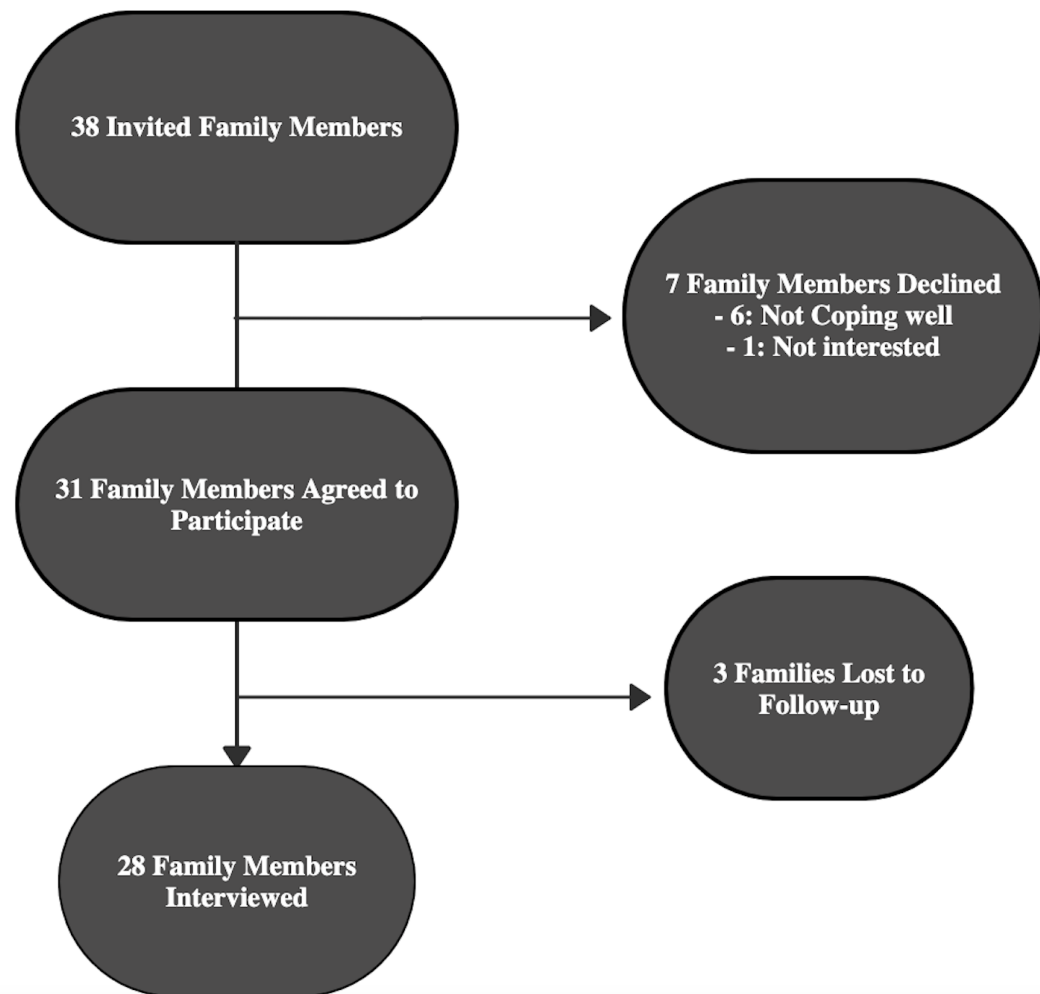 38 Invited Family Members
7 Family Members Declined
- 6: Not Coping well
- 1: Not interested
31 Family Members Agreed to
Participate
3 Families Lost to
Follow-up
28 Family Members
Interviewed